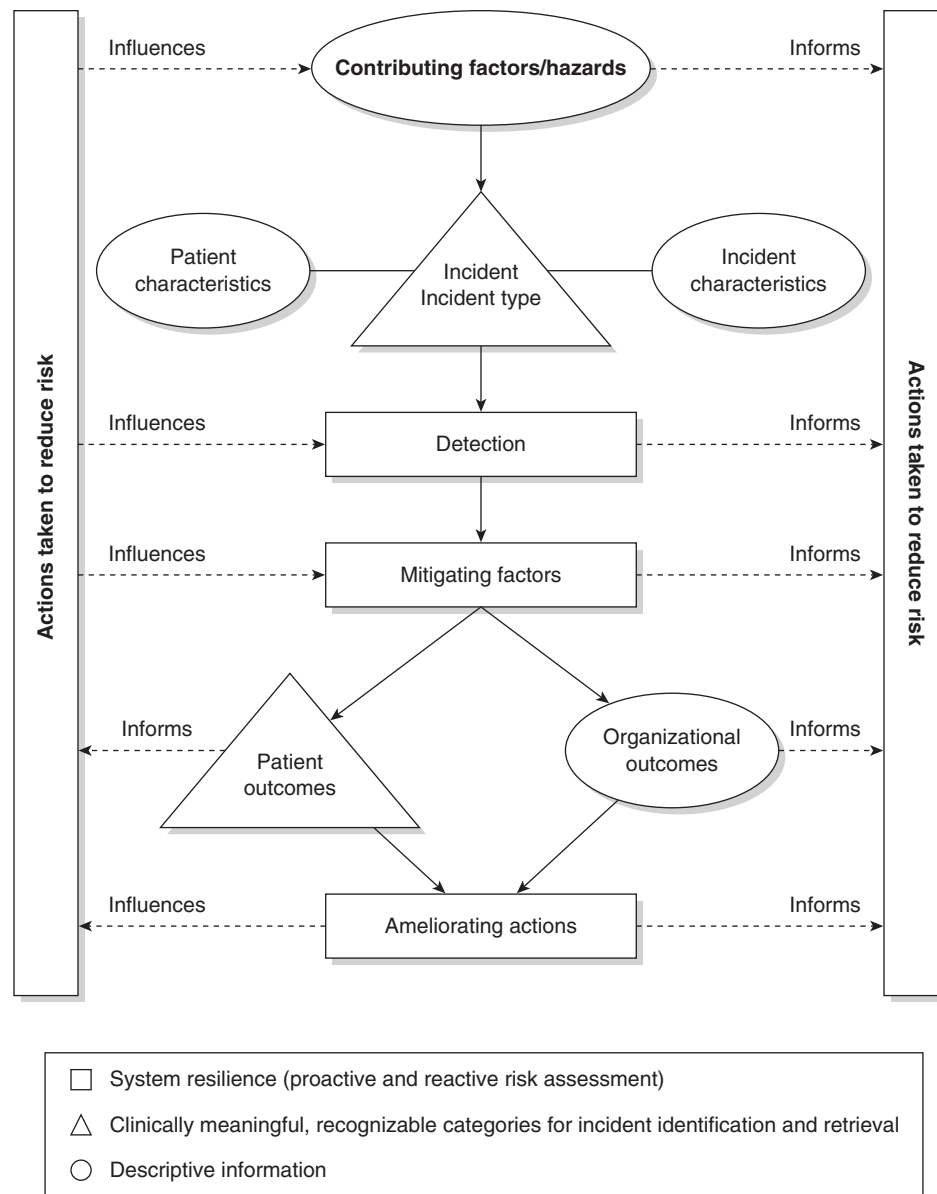 Influences
Contributing factors/hazards
Informs
Patient
characteristics
Incident
Incident type
Incident
characteristics
Actions taken to reduce risk
Actions taken to reduce risk
Influences
Detection
Informs
Influences
Mitigating factors
Informs
Informs
Patient
outcomes
Organizational
outcomes
Informs
Influences
Ameliorating actions
Informs
System resilience (proactive and reactive risk assessment)
Clinically meaningful, recognizable categories for incident identification and retrieval
Descriptive information